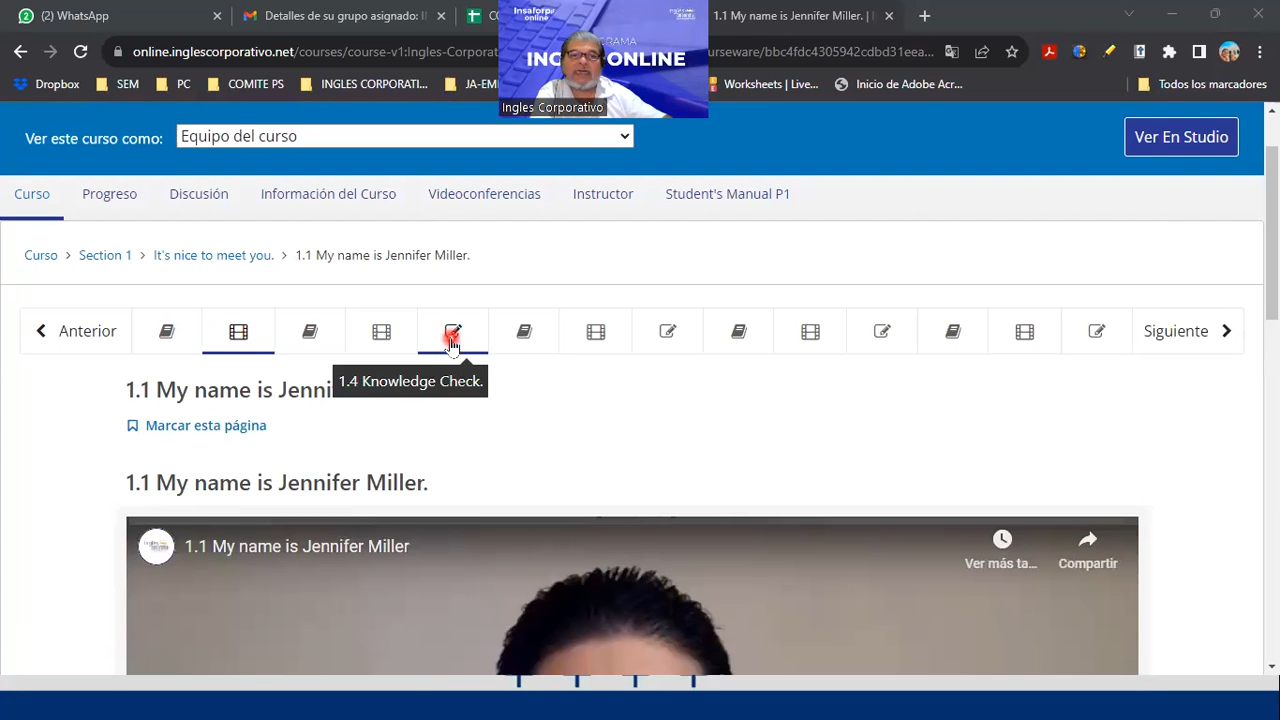 (2) WhatsApp
Detalles de su grupo asignado: I
1.1 My name is Jennifer Miller. |
online.inglescorporativo.net/courses/course-v1:Ingles-Corpora
urseware/bbc4fdc4305942cdbd31eea...
Dropbox
SEM
PC
COMITE PS
INGLES CORPORATI...
JA-EM
Worksheets | Live...
Inicio de Adobe Acr...
Todos los marcadores
Insaforp
online
INGLES ONLINE
Ingles Corporativo
Ver este curso como:
Equipo del curso
Ver En Studio
Curso
Progreso
Discusión
Información del Curso
Videoconferencias
Instructor
Student's Manual P1
Curso > Section 1 > It's nice to meet you. > 1.1 My name is Jennifer Miller.
Anterior
Siguiente
1.4 Knowledge Check.
1.1 My name is Jenni
Marcar esta página
1.1 My name is Jennifer Miller.
1.1 My name is Jennifer Miller
Ver más ta...
Compartir